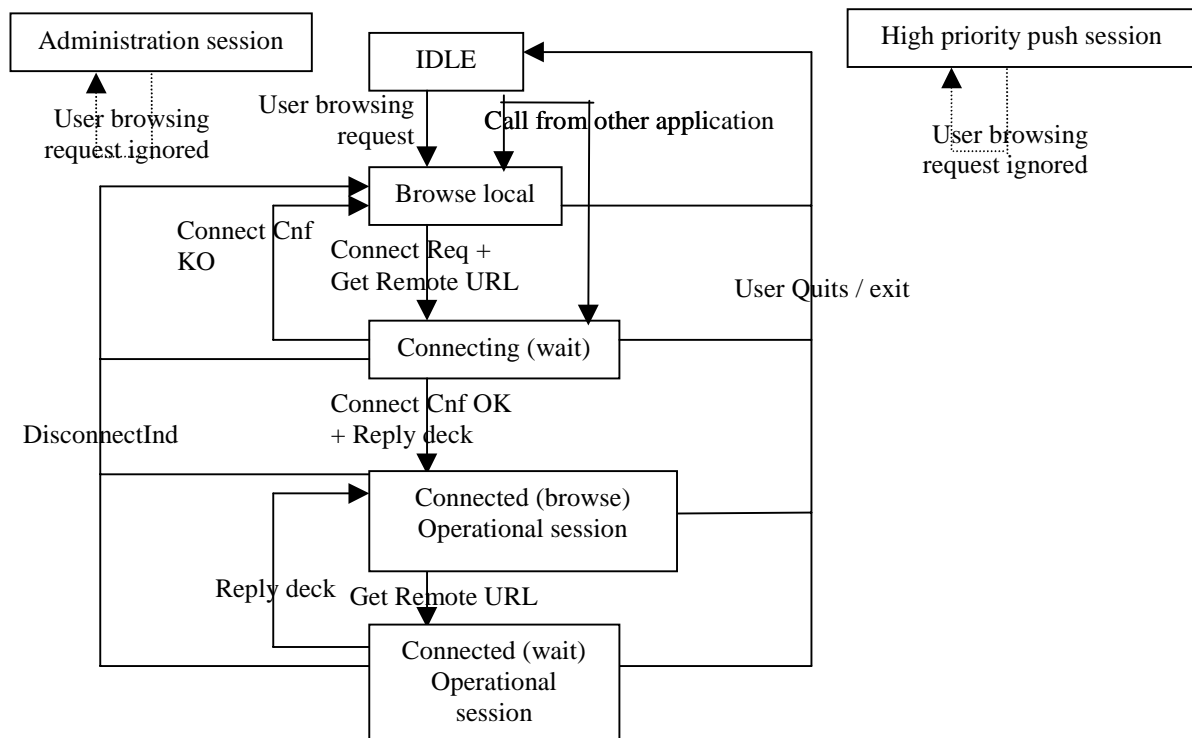 Administration session
IDLE
High priority push session
User browsing
request ignored
User browsing
request
Call from other application
User browsing
request ignored
Browse local
Connect Cnf
KO
Connect Req +
Get Remote URL
User Quits / exit
Connecting (wait)
Connect Cnf OK
+ Reply deck
DisconnectInd
Connected (browse)
Operational session
Reply deck
Get Remote URL
Connected (wait)
Operational
session